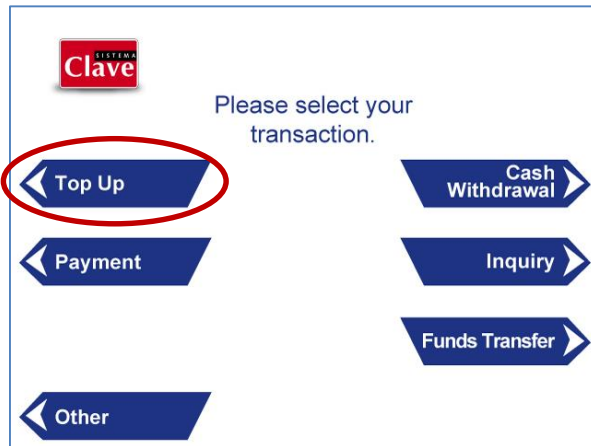 SISTEMA
Clave
Please select your
transaction.
Top Up
Cash
Withdrawal
Payment
Inquiry
Funds Transfer
Other